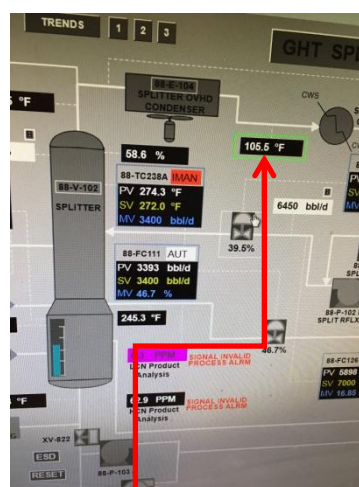 TRENDS 1 2 3
GHT SPL
88-E-104
SPLITTER OVHD
CONDENSER
CWS
°F
58.6 %
105.5 °F
88-TC238A IMAN
PV 274.3 °F
SV 272.0 °F
MV 3400 bbl/d
88-V-102
SPLITTER
6450 bbl/d
39.5%
88-FC111 AUT
PV 3393 bbl/d
SV 3400 bbl/d
MV 46.7 %
245.3 °F
88-P-102
SPLIT RFLX
46.7%
PPM
SIGNAL INVALID
PROCESS ALRM
LCN Product
Analysis
88-FC126
PV 5898
SV 7000
MV 16.85
°F
PPM
SIGNAL INVALID
PROCESS ALRM
HCN Product
Analysis
XV-822
ESD
RESET
88-P-103